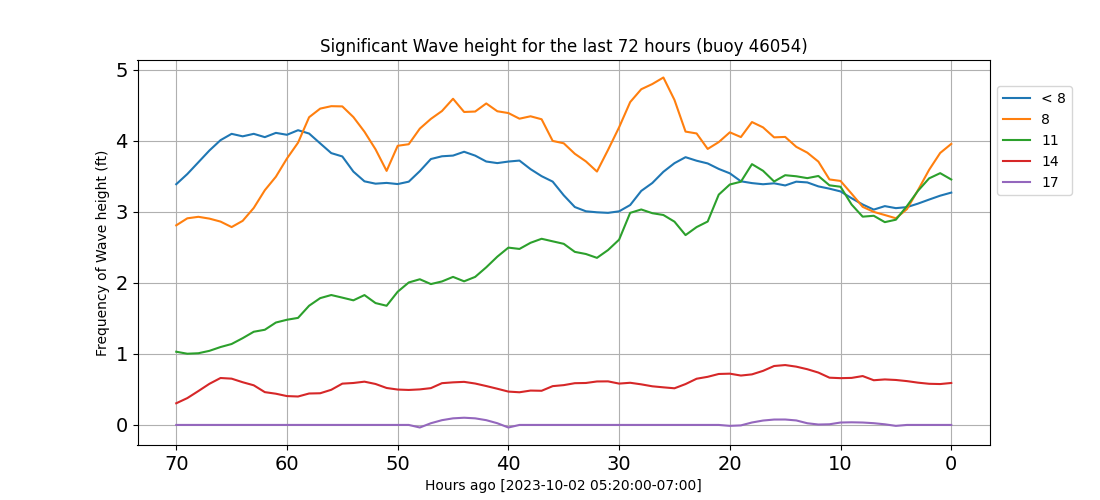 Significant Wave height for the last 72 hours (buoy 46054)
Frequency of Wave height (ft)
5
4
3
2
1
0
70 60 50 40 30 20 10 0
Hours ago [2023-10-02 05:20:00-07:00]
< 8
8
11
14
17